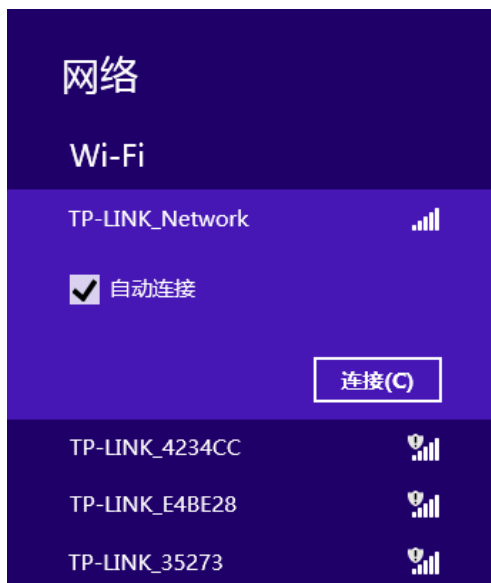 网络
Wi-Fi
TP-LINK_Network
自动连接
连接(C)
TP-LINK_4234CC
TP-LINK_E4BE28
TP-LINK_35273